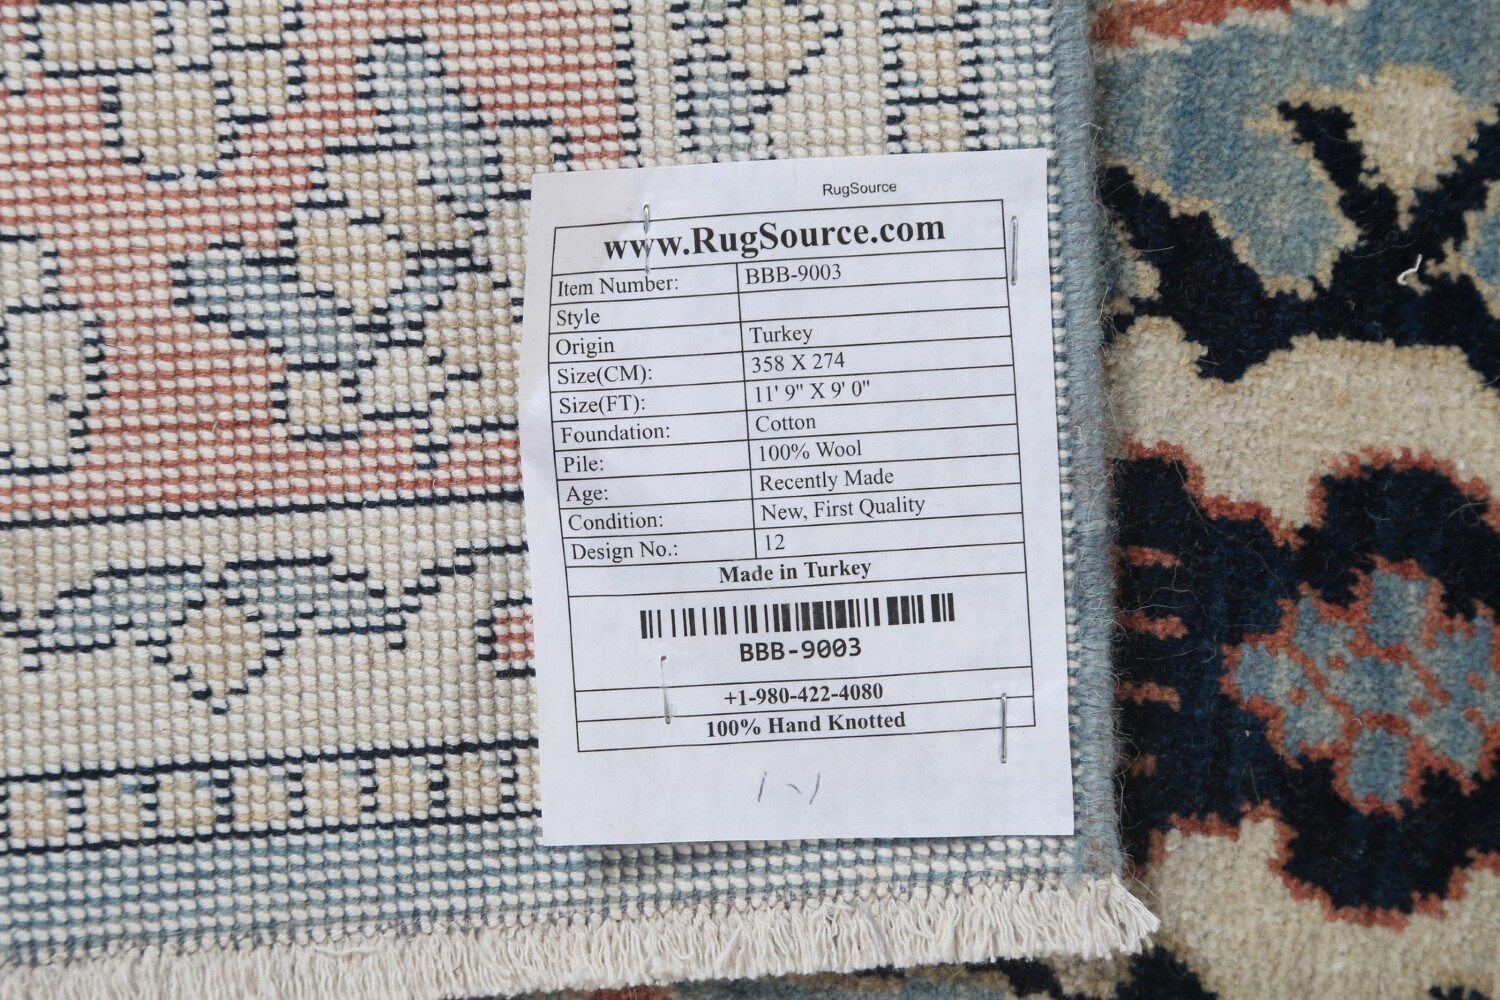 RugSource
www.RugSource.com
Item Number: BBB-9003
Style
Origin Turkey
Size(CM): 358 X 274
Size(FT): 11' 9" X 9' 0"
Foundation: Cotton
Pile: 100% Wool
Age: Recently Made
Condition: New, First Quality
Design No.: 12
Made in Turkey
BBB-9003
+1-980-422-4080
100% Hand Knotted